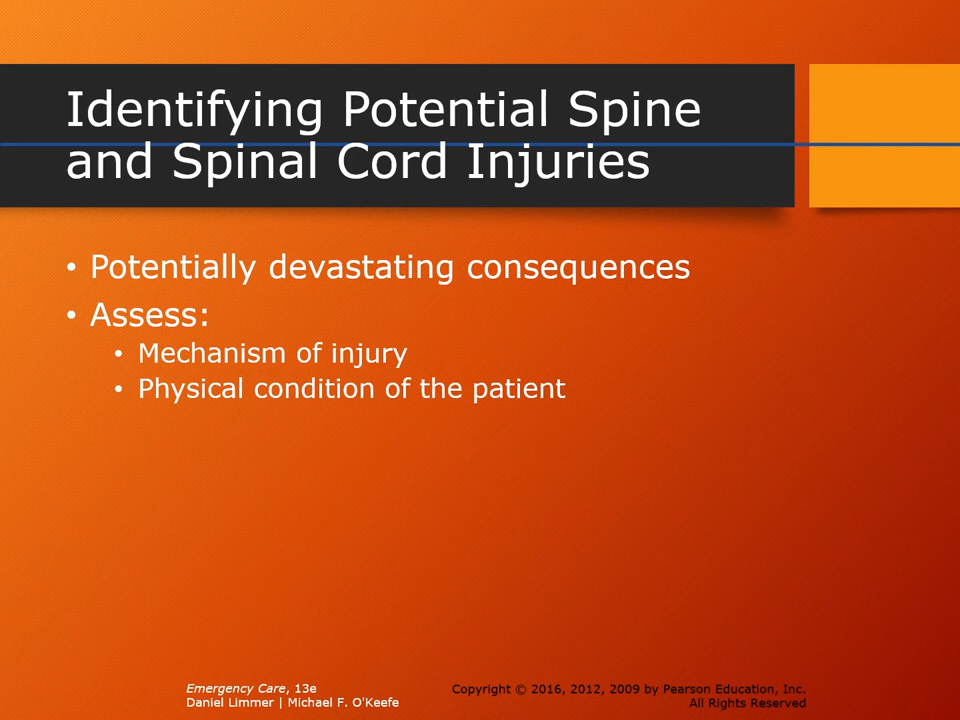 Identifying Potential Spine
and Spinal Cord Injuries
• Potentially devastating consequences
• Assess:
• Mechanism of injury
• Physical condition of the patient
Emergency Care, 13e
Daniel Limmer | Michael F. O'Keefe
Copyright © 2016, 2012, 2009 by Pearson Education, Inc.
All Rights Reserved